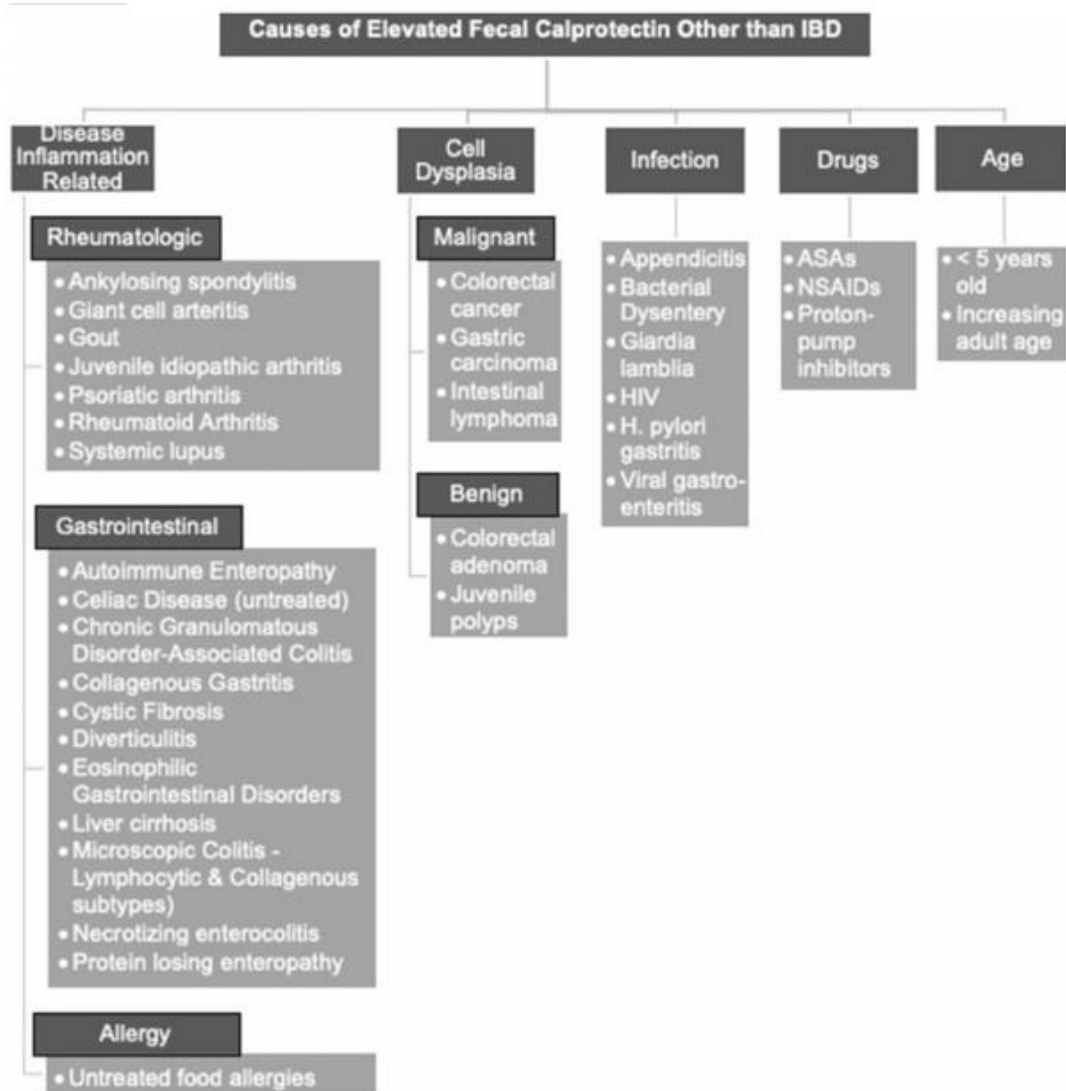 Causes of Elevated Fecal Calprotectin Other than IBD
Disease
Inflammation
Related
Rheumatologic
• Ankylosing spondylitis
• Giant cell arteritis
• Gout
• Juvenile idiopathic arthritis
• Psoriatic arthritis
• Rheumatoid Arthritis
• Systemic lupus
Gastrointestinal
• Autoimmune Enteropathy
• Celiac Disease (untreated)
• Chronic Granulomatous
Disorder-Associated Colitis
• Collagenous Gastritis
• Cystic Fibrosis
• Diverticulitis
• Eosinophilic
Gastrointestinal Disorders
• Liver cirrhosis
• Microscopic Colitis -
Lymphocytic & Collagenous
subtypes)
• Necrotizing enterocolitis
• Protein losing enteropathy
Allergy
• Untreated food allergies
Cell
Dysplasia
Malignant
• Colorectal
cancer
• Gastric
carcinoma
• Intestinal
lymphoma
Benign
• Colorectal
adenoma
• Juvenile
polyps
Infection
• Appendicitis
• Bacterial
Dysentery
• Giardia
lamblia
• HIV
• H. pylori
gastritis
• Viral gastro-
enteritis
Drugs
• ASAs
• NSAIDs
• Proton-
pump
inhibitors
Age
• < 5 years
old
• Increasing
adult age